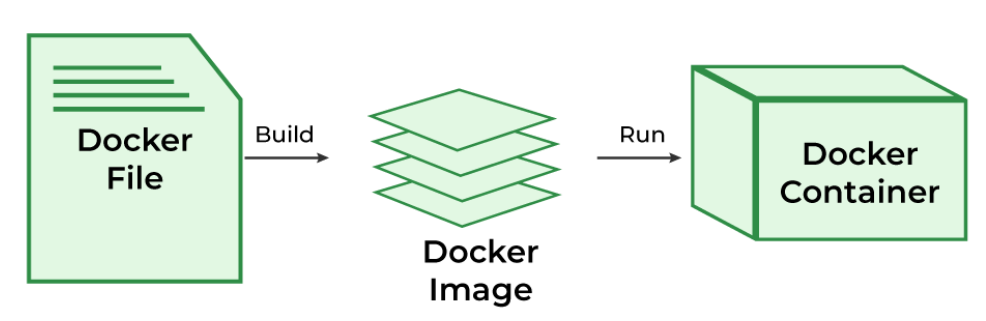 Docker
File
Build
Docker
Image
Run
Docker
Container